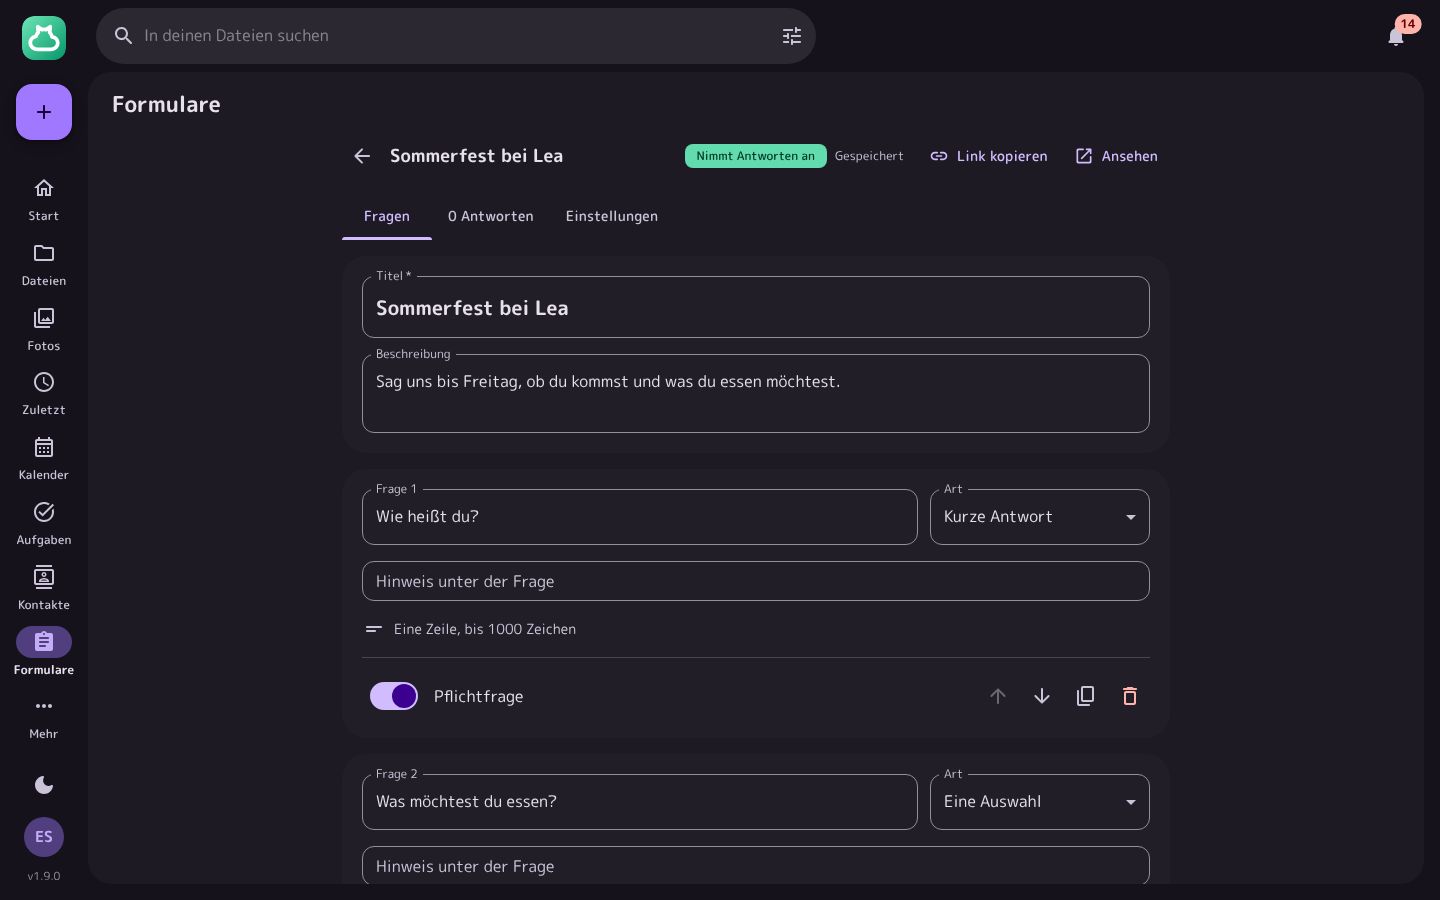 In deinen Dateien suchen
14
Formulare
Sommerfest bei Lea
Nimmt Antworten an
Gespeichert
Link kopieren
Ansehen
Start
Dateien
Fotos
Zuletzt
Kalender
Aufgaben
Kontakte
Formulare
Mehr
ES
v1.9.0
Fragen
0 Antworten
Einstellungen
Titel *
Sommerfest bei Lea
Beschreibung
Sag uns bis Freitag, ob du kommst und was du essen möchtest.
Frage 1
Wie heißt du?
Art
Kurze Antwort
Hinweis unter der Frage
Eine Zeile, bis 1000 Zeichen
Pflichtfrage
Frage 2
Was möchtest du essen?
Art
Eine Auswahl
Hinweis unter der Frage